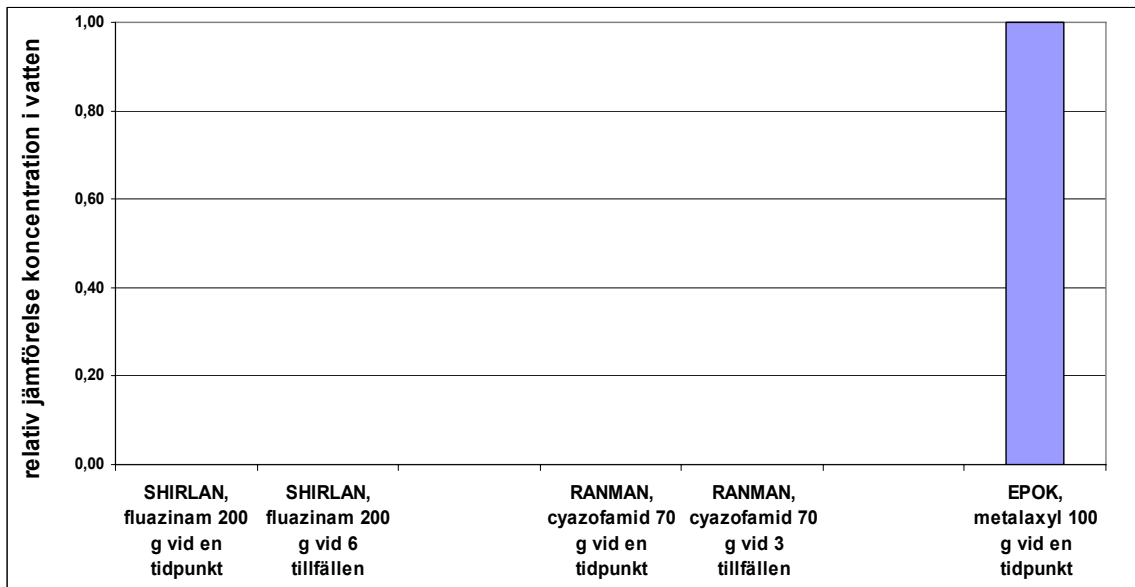 relativ jämförelse koncentration i vatten
1,00
0,80
0,60
0,40
0,20
0,00
SHIRLAN,
fluazinam 200
g vid en
tidpunkt
SHIRLAN,
fluazinam 200
g vid 6
tillfällen
RANMAN,
cyazofamid 70
g vid en
tidpunkt
RANMAN,
cyazofamid 70
g vid 3
tillfällen
EPOK,
metalaxyl 100
g vid en
tidpunkt